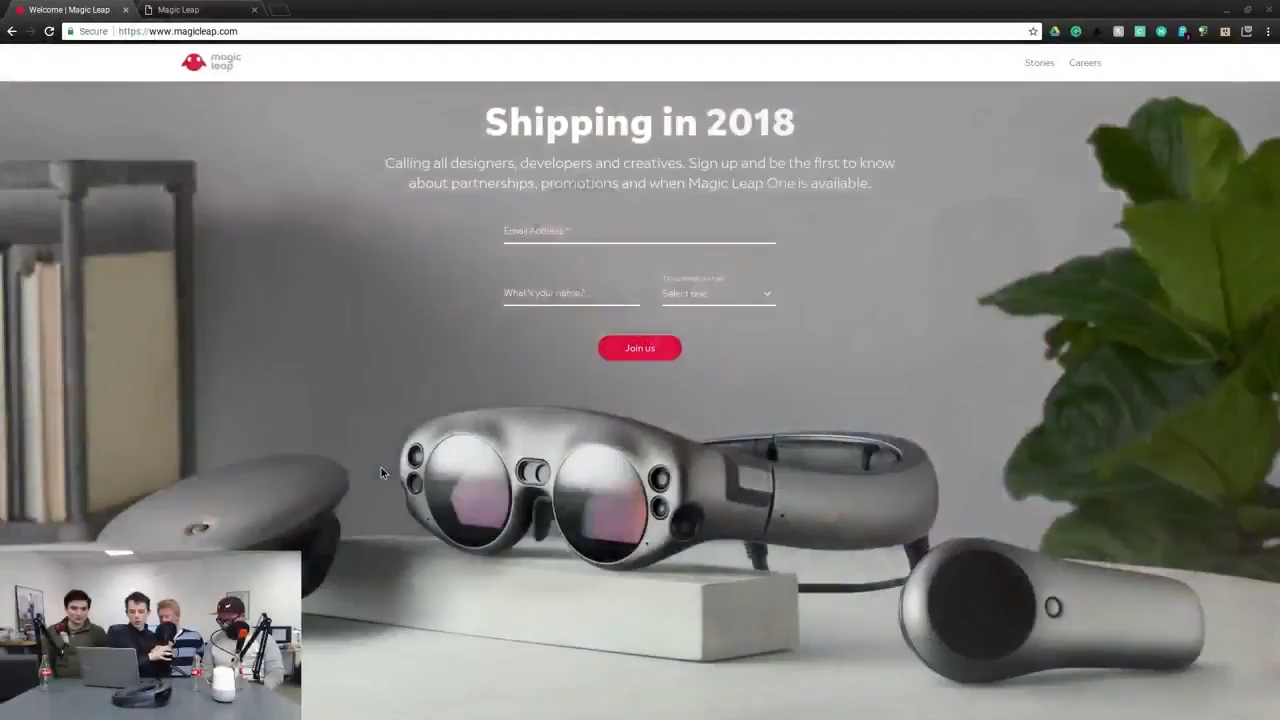 Welcome | Magic Leap
Magic Leap
Secure
https://www.magicleap.com
magic
leap
Stories
Careers
Shipping in 2018
Calling all designers, developers and creatives. Sign up and be the first to know
about partnerships, promotions and when Magic Leap One is available.
Email Address *
What's your name?
Select one
Join us